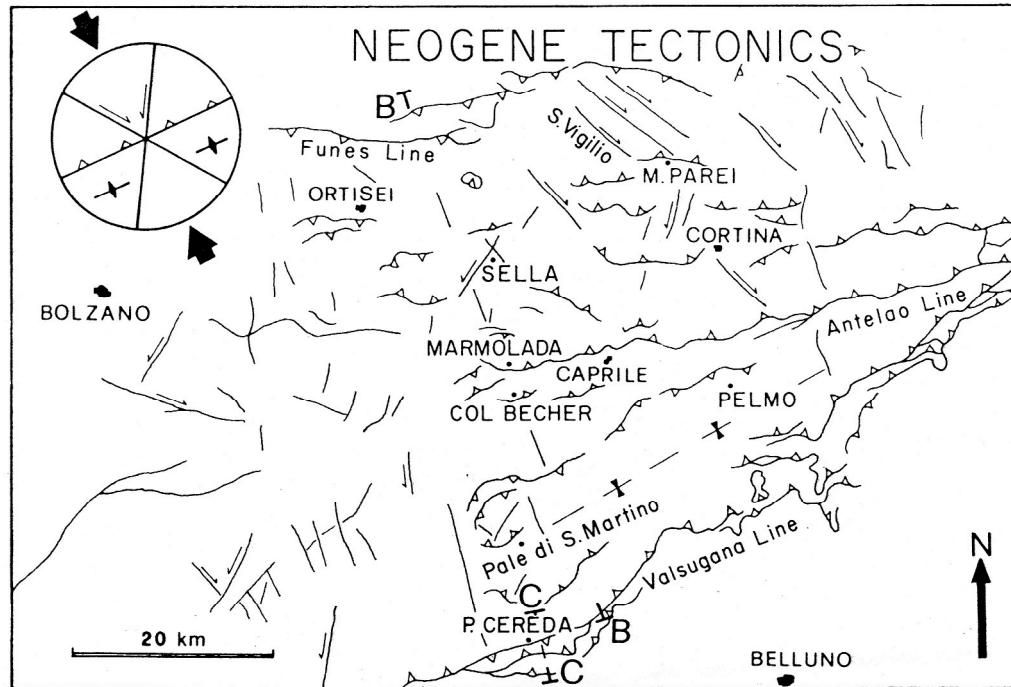 NEOGENE TECTONICS
B
Funes Line
S. Vigilio
M. PAREI
ORTISEI
CORTINA
SELLA
BOLZANO
Antelao Line
MARMOLADA
CAPRILE
COL BECHER
PELMO
Pale di S. Martino
Valsugana Line
N
C
P. CEREDA
B
20 km
C
BELLUNO